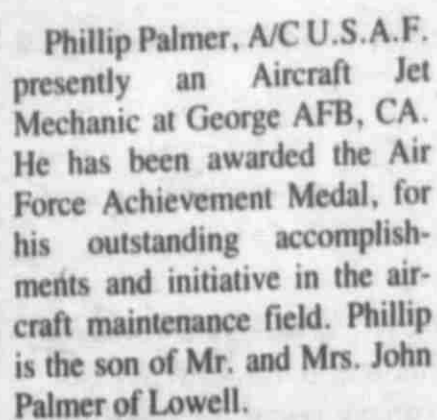 Phillip Palmer, A/C U.S.A.F.
presently an Aircraft Jet
Mechanic at George AFB, CA.
He has been awarded the Air
Force Achievement Medal, for
his outstanding accomplish-
ments and initiative in the air-
craft maintenance field. Phillip
is the son of Mr. and Mrs. John
Palmer of Lowell.